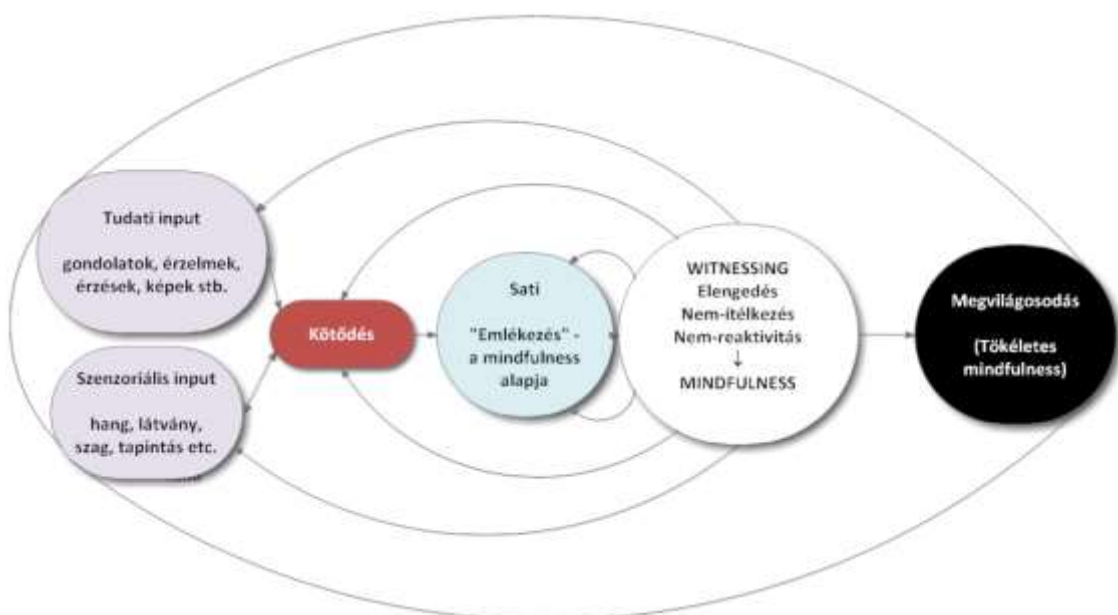 Tudati input
gondolatok, érzelmek,
érzések, képek stb.
Szenzoriális input
hang, látvány,
szag, tapintás etc.
Kötődés
Sati
"Emlékezés" -
a mindfulness
alapja
WITNESSING
Elengedés
Nem-ítélkezés
Nem-reaktivitás
↓
MINDFULNESS
Megvilágosodás
(Tökéletes
mindfulness)